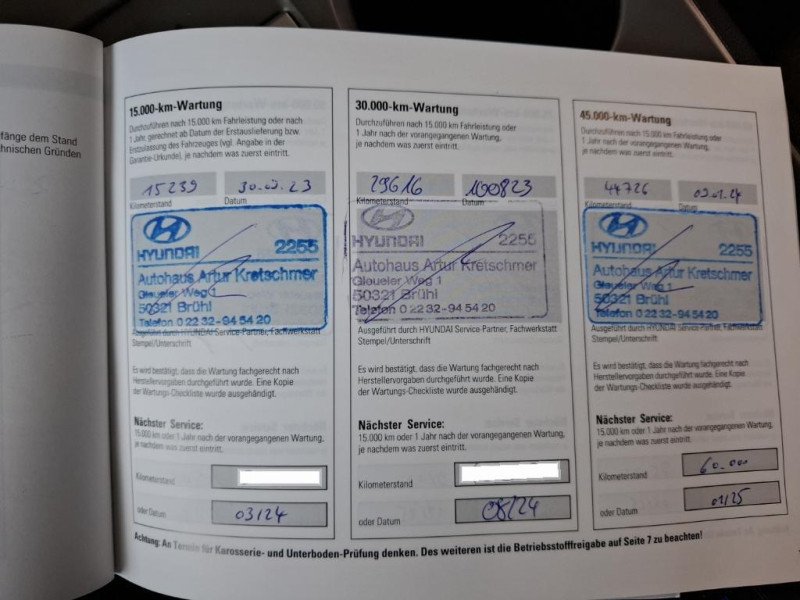 fänge dem Stand
hnischen Gründen
15.000-km-Wartung
Durchzuführen nach 15.000 km Fahrleistung oder nach
1 Jahr, gerechnet ab Datum der Erstauslieferung bzw.
Erstzulassung des Fahrzeuges (vgl. Angabe in der
Garantie-Urkunde), je nachdem was zuerst eintritt.
15239 30.03.23
Kilometerstand Datum
HYUNDAI 2255
Autohaus Artur Kretschmer
Glaueler Weg 1
50321 Brühl
Telefon 0 22 32-94 54 20
Ausgeführt durch HYUNDAI Service-Partner, Fachwerkstatt
Stempel/Unterschrift
Es wird bestätigt, dass die Wartung fachgerecht nach
Herstellervorgaben durchgeführt wurde. Eine Kopie
der Wartungs-Checkliste wurde ausgehändigt.
Nächster Service:
15.000 km oder 1 Jahr nach der vorangegangenen Wartung,
je nachdem was zuerst eintritt.
Kilometerstand
oder Datum 03/24
30.000-km-Wartung
Durchzuführen nach 15.000 km Fahrleistung oder
1 Jahr nach der vorangegangenen Wartung,
je nachdem was zuerst eintritt.
29616 100823
Kilometerstand Datum
HYUNDAI 2255
Autohaus Artur Kretschmer
Glaueler Weg 1
50321 Brühl
Telefon 0 22 32-94 54 20
Ausgeführt durch HYUNDAI Service-Partner, Fachwerkstatt
Stempel/Unterschrift
Es wird bestätigt, dass die Wartung fachgerecht nach
Herstellervorgaben durchgeführt wurde. Eine Kopie
der Wartungs-Checkliste wurde ausgehändigt.
Nächster Service:
15.000 km oder 1 Jahr nach der vorangegangenen Wartung,
je nachdem was zuerst eintritt.
Kilometerstand
oder Datum 08/24
45.000-km-Wartung
Durchzuführen nach 15.000 km Fahrleistung oder
1 Jahr nach der vorangegangenen Wartung,
je nachdem was zuerst eintritt.
44726
Kilometerstand Datum
HYUNDAI 2255
Autohaus Artur Kretschmer
Glaueler Weg 1
50321 Brühl
Telefon 0 22 32-94 54 20
Ausgeführt durch HYUNDAI Service-Partner, Fachwerkstatt
Stempel/Unterschrift
Es wird bestätigt, dass die Wartung fachgerecht nach
Herstellervorgaben durchgeführt wurde. Eine Kopie
der Wartungs-Checkliste wurde ausgehändigt.
Nächster Service:
15.000 km oder 1 Jahr nach der vorangegangenen Wartung,
je nachdem was zuerst eintritt.
Kilometerstand 60.000
oder Datum 01/25
Achtung: An Termin für Karosserie- und Unterboden-Prüfung denken. Des weiteren ist die Betriebsstofffreigabe auf Seite 7 zu beachten!